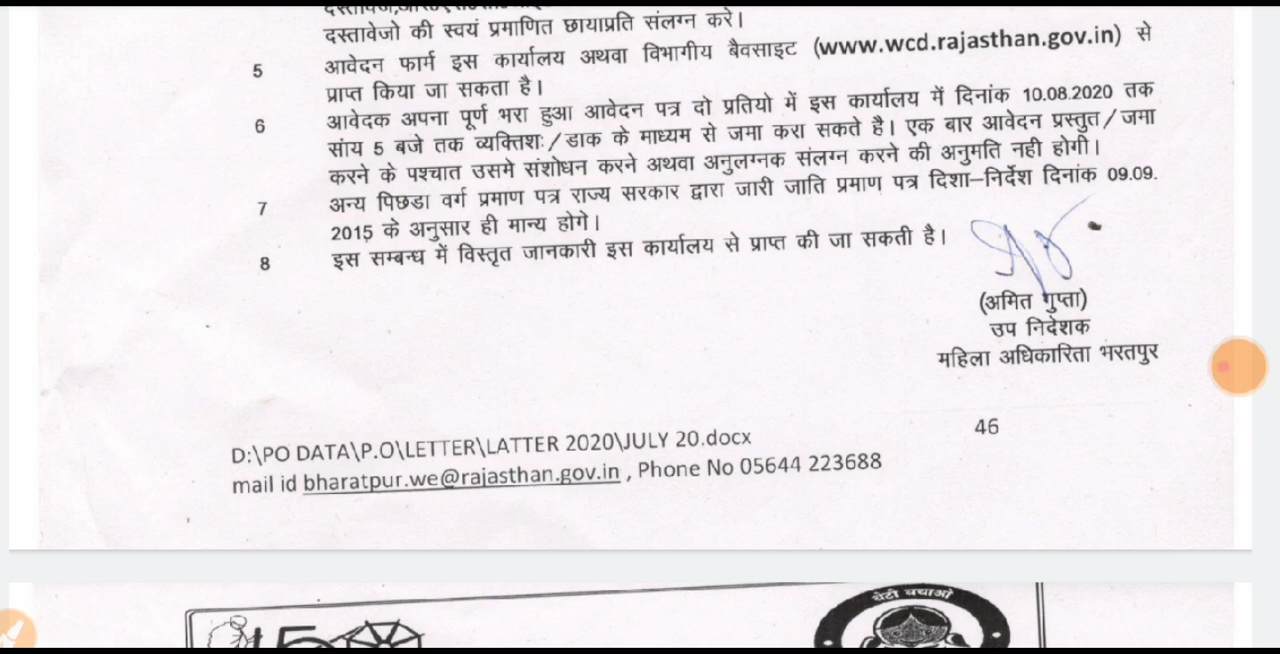 दस्तावेजो की स्वयं प्रमाणित छायाप्रति संलग्न करे।
5 आवेदन फार्म इस कार्यालय अथवा विभागीय बैवसाइट (www.wcd.rajasthan.gov.in) से
प्राप्त किया जा सकता है।
6 आवेदक अपना पूर्ण भरा हुआ आवेदन पत्र दो प्रतियो में इस कार्यालय में दिनांक 10.08.2020 तक
सांय 5 बजे तक व्यक्तिशः/डाक के माध्यम से जमा करा सकते है। एक बार आवेदन प्रस्तुत/जमा
करने के पश्चात उसमे संशोधन करने अथवा अनुलग्नक संलग्न करने की अनुमति नही होगी।
7 अन्य पिछडा वर्ग प्रमाण पत्र राज्य सरकार द्वारा जारी जाति प्रमाण पत्र दिशा–निर्देश दिनांक 09.09.
2015 के अनुसार ही मान्य होगे।
8 इस सम्बन्ध में विस्तृत जानकारी इस कार्यालय से प्राप्त की जा सकती है।
(अमित गुप्ता)
उप निदेशक
महिला अधिकारिता भरतपुर
46
D:\PO DATA\P.O\LETTER\LATTER 2020\JULY 20.docx
mail id bharatpur.we@rajasthan.gov.in , Phone No 05644 223688
बेटी बचाओ